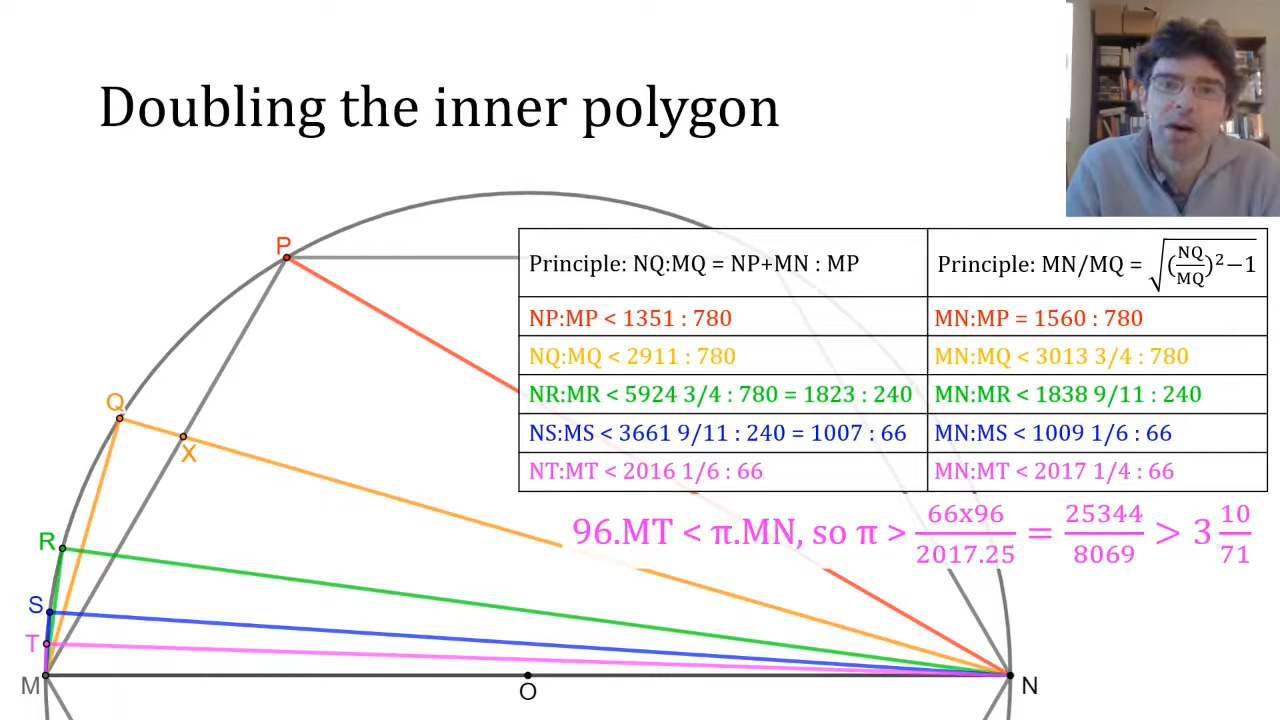 Doubling the inner polygon
P
Principle: NQ:MQ = NP+MN : MP
Principle: MN/MQ = √((NQ/MQ)²−1)
NP:MP < 1351 : 780
MN:MP = 1560 : 780
NQ:MQ < 2911 : 780
MN:MQ < 3013 3/4 : 780
NR:MR < 5924 3/4 : 780 = 1823 : 240
MN:MR < 1838 9/11 : 240
NS:MS < 3661 9/11 : 240 = 1007 : 66
MN:MS < 1009 1/6 : 66
NT:MT < 2016 1/6 : 66
MN:MT < 2017 1/4 : 66
Q
X
96.MT < π.MN, so π > 66x96/2017.25 = 25344/8069 > 3 10/71
R
S
T
M
O
N